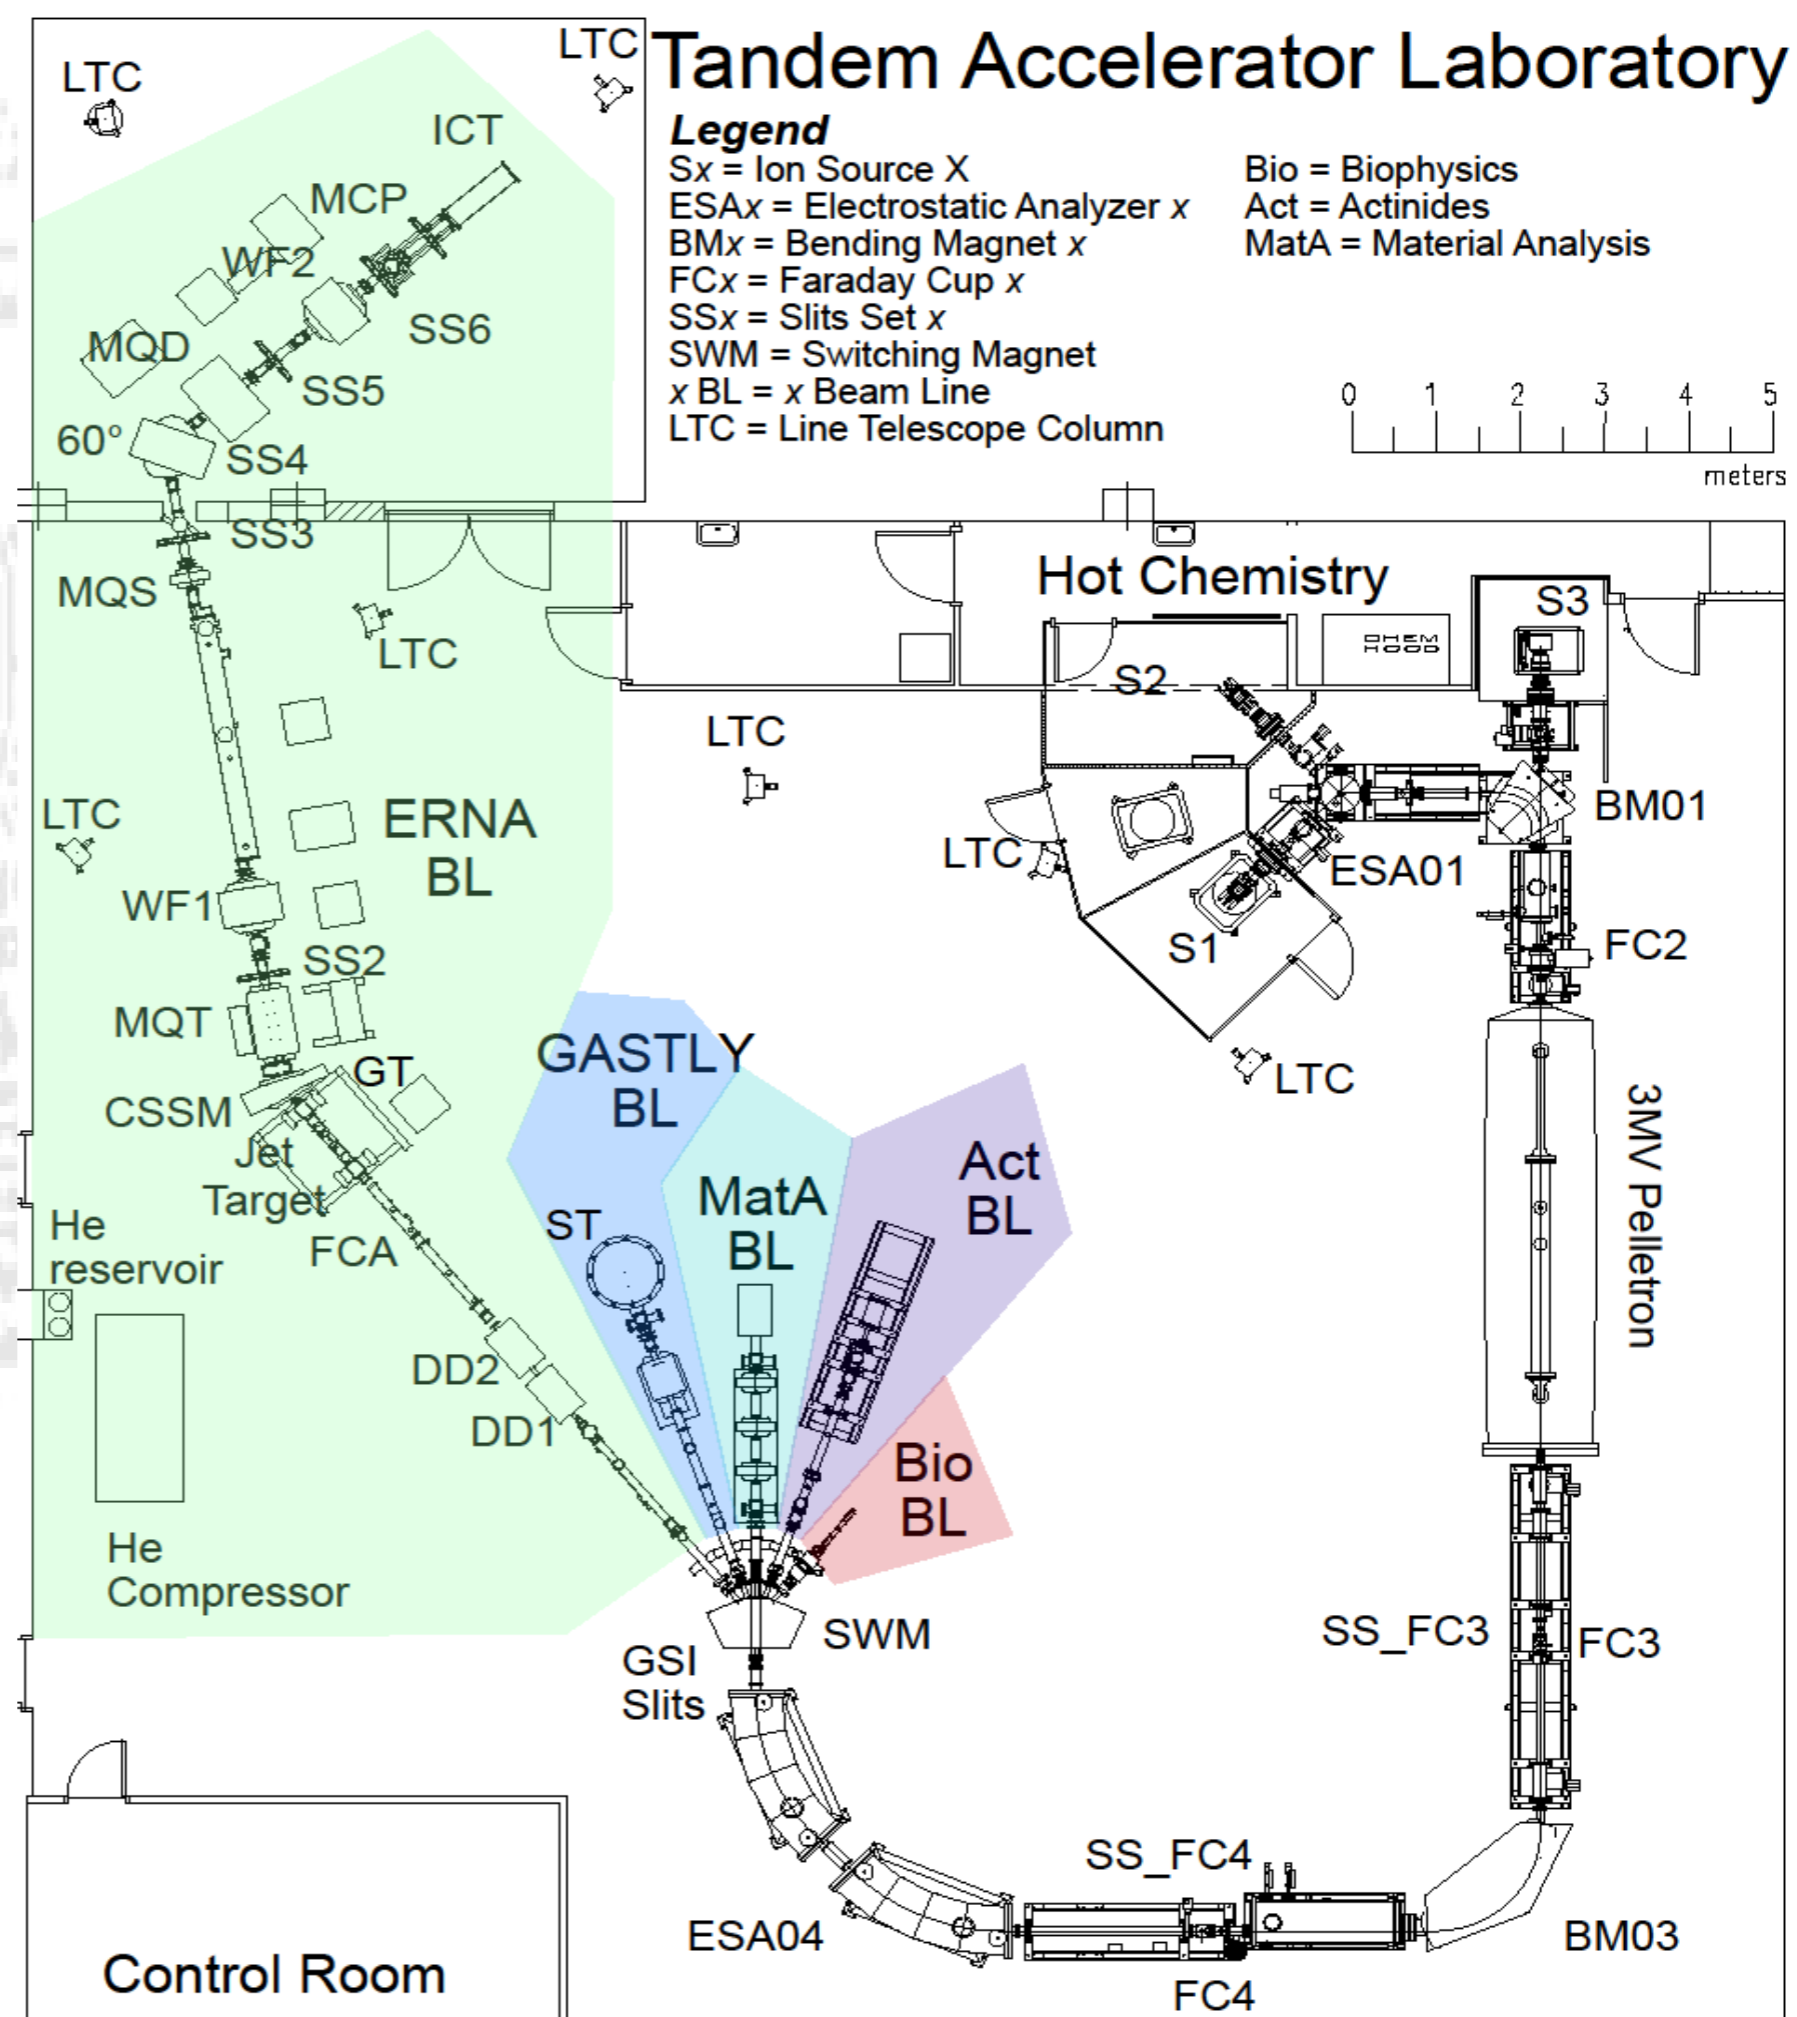 Tandem Accelerator Laboratory
Legend
Sx = Ion Source X
ESAx = Electrostatic Analyzer x
BMx = Bending Magnet x
FCx = Faraday Cup x
SSx = Slits Set x
SWM = Switching Magnet
x BL = x Beam Line
LTC = Line Telescope Column
Bio = Biophysics
Act = Actinides
MatA = Material Analysis
0 1 2 3 4 5
meters
LTC
LTC
ICT
MCP
WF2
SS6
MQD
SS5
60°
SS4
SS3
MQS
LTC
LTC
ERNA
BL
WF1
SS2
MQT
GT
CSSM
Jet
Target
FCA
He
reservoir
DD2
DD1
He
Compressor
Hot Chemistry
CHEM
HOOD
S3
S2
LTC
BM01
LTC
ESA01
S1
FC2
LTC
GASTLY
BL
MatA
BL
Act
BL
ST
Bio
BL
3MV Pelletron
SWM
GSI
Slits
SS_FC3
FC3
SS_FC4
ESA04
BM03
FC4
Control Room